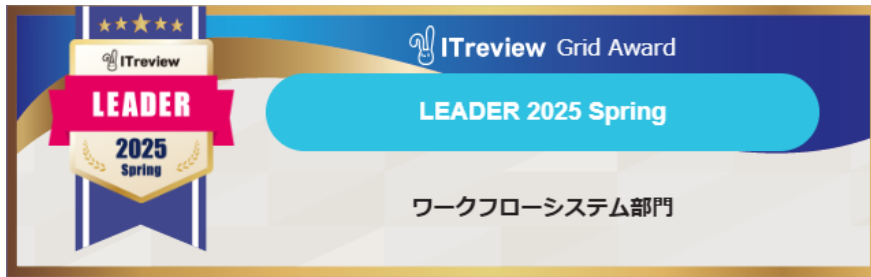 ITreview
LEADER
2025
Spring
ITreview Grid Award
LEADER 2025 Spring
ワークフローシステム部門